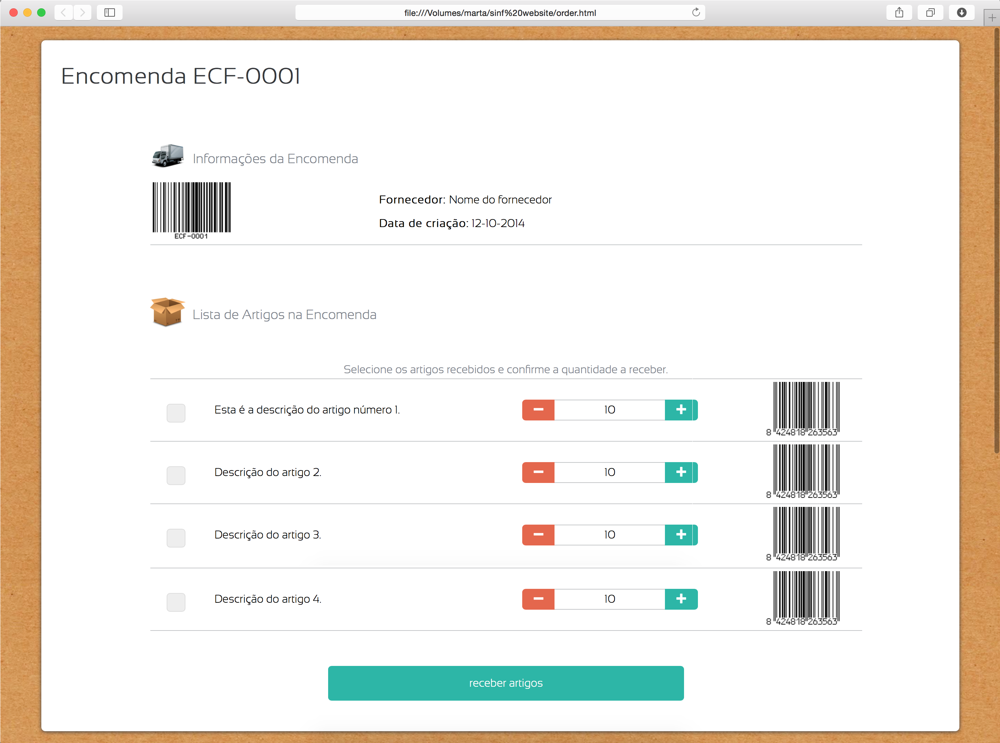 file:///Volumes/marta/sinf%20website/order.html
Encomenda ECF-0001
Informações da Encomenda
ECF-0001
Fornecedor: Nome do fornecedor
Data de criação: 12-10-2014
Lista de Artigos na Encomenda
Selecione os artigos recebidos e confirme a quantidade a receber.
Esta é a descrição do artigo número 1. 10
8 424818 263563
Descrição do artigo 2. 10
8 424818 263563
Descrição do artigo 3. 10
8 424818 263563
Descrição do artigo 4. 10
8 424818 263563
receber artigos